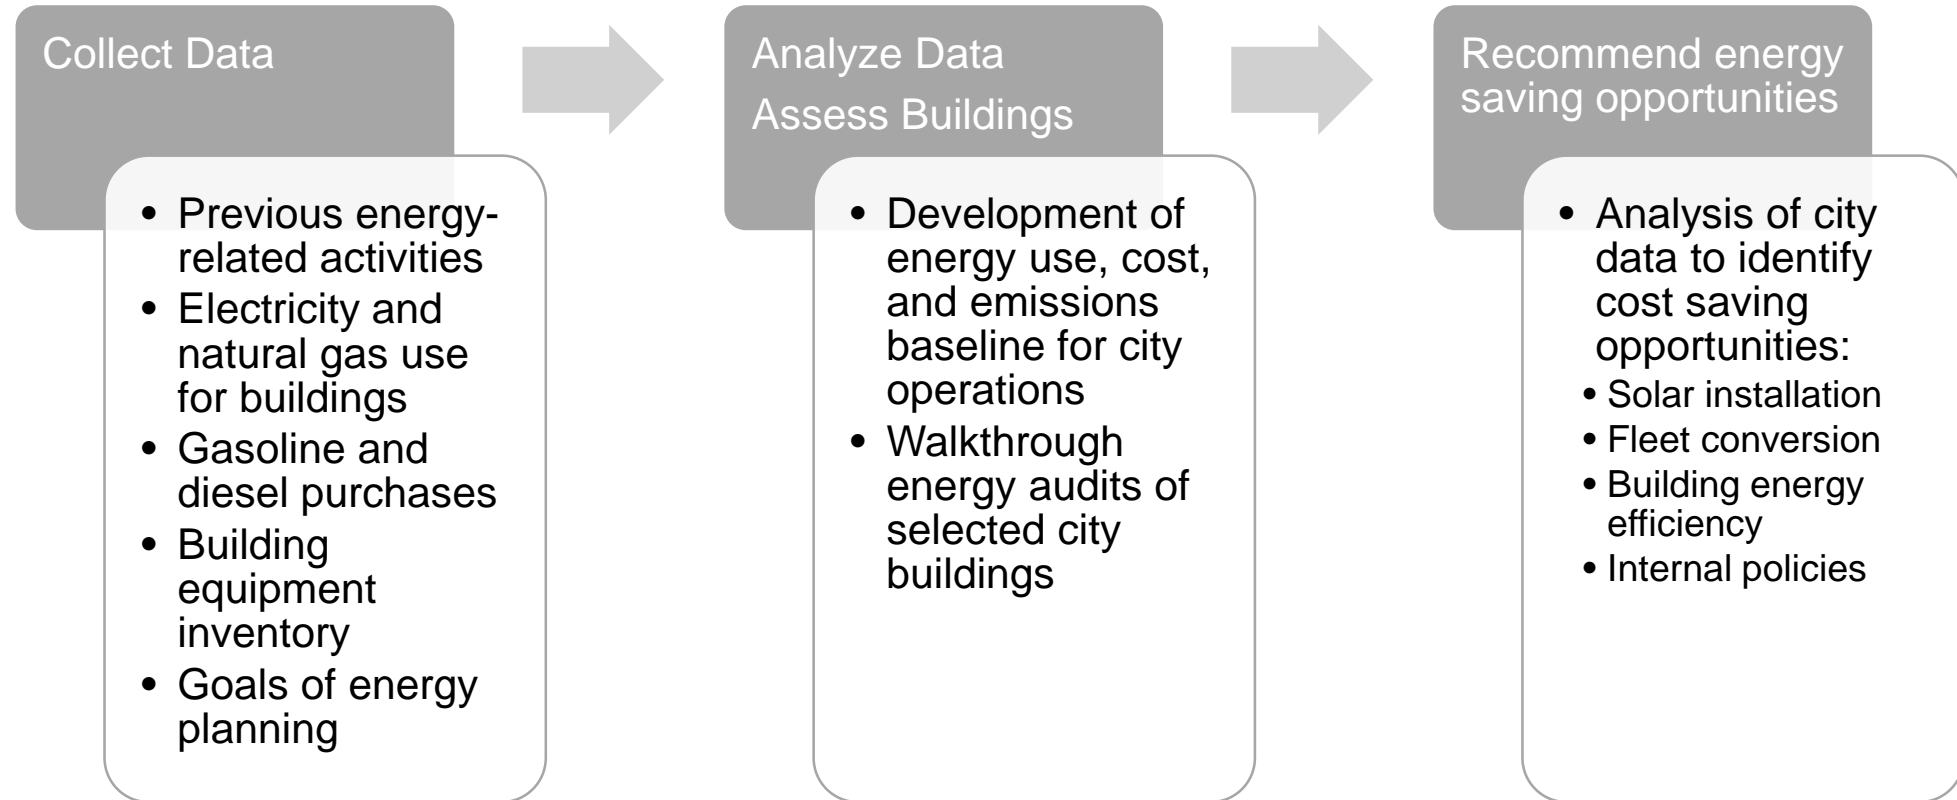 Collect Data
• Previous energy-
related activities
• Electricity and
natural gas use
for buildings
• Gasoline and
diesel purchases
• Building
equipment
inventory
• Goals of energy
planning
Analyze Data
Assess Buildings
• Development of
energy use, cost,
and emissions
baseline for city
operations
• Walkthrough
energy audits of
selected city
buildings
Recommend energy
saving opportunities
• Analysis of city
data to identify
cost saving
opportunities:
• Solar installation
• Fleet conversion
• Building energy
efficiency
• Internal policies